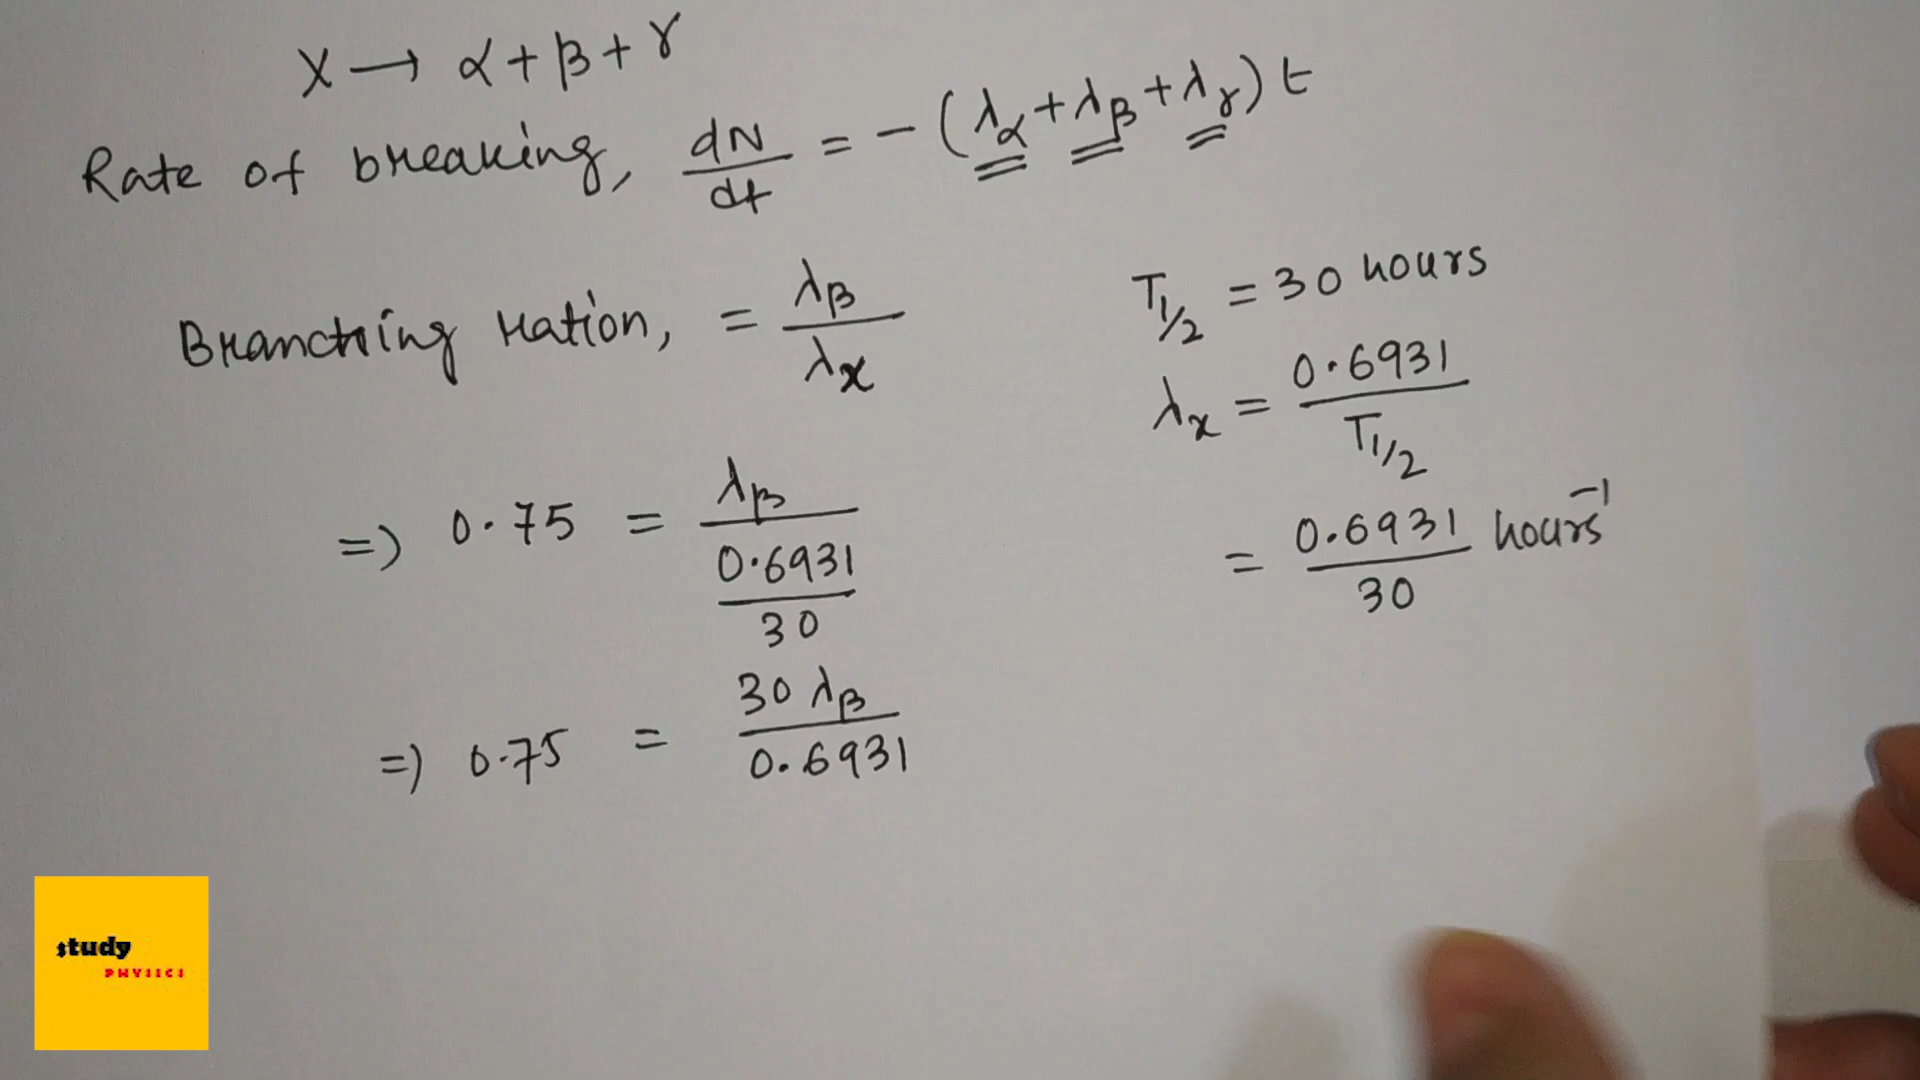 X → α + β + γ
Rate of breaking, dN/dt = - (λα + λβ + λγ) t
Branching ration, = λβ/λx
T1/2 = 30 hours
λx = 0.6931/T1/2
= 0.6931/30 hours⁻¹
=) 0.75 = λβ/(0.6931/30)
=) 0.75 = 30 λβ/0.6931
study
PHYSICS